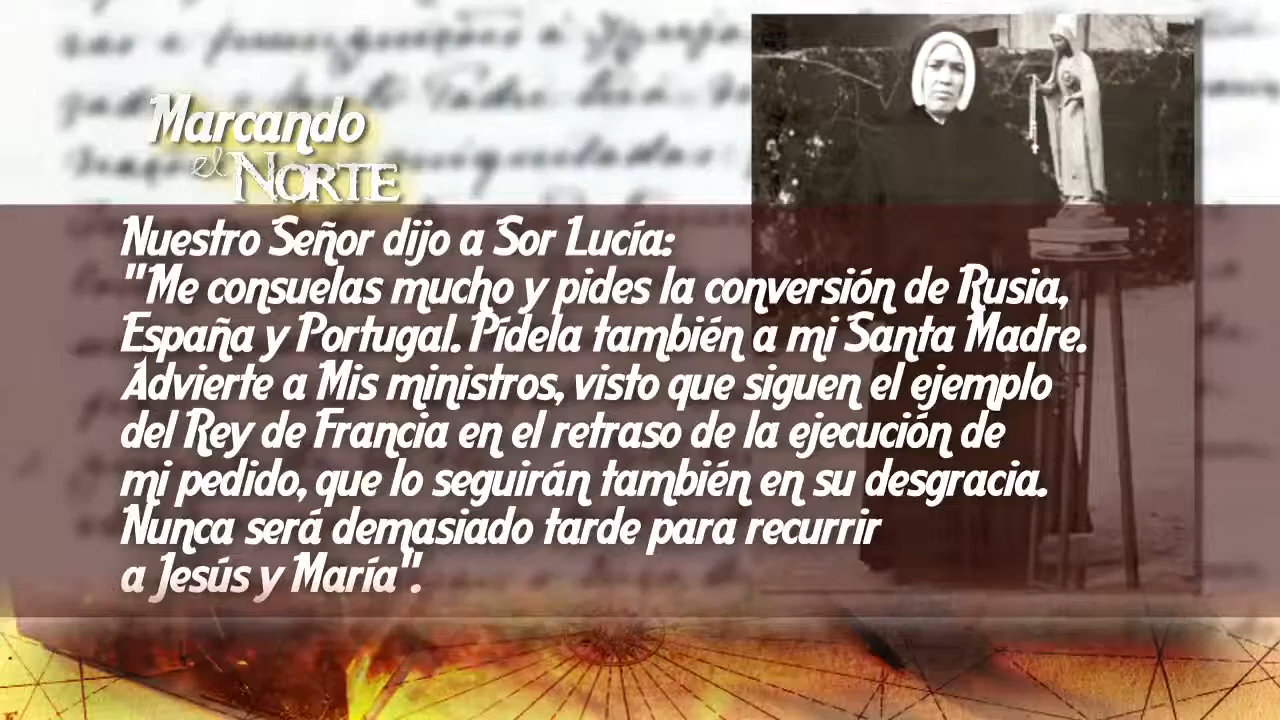 Marcando
el NORTE
Nuestro Señor dijo a Sor Lucía:
"Me consuelas mucho y pides la conversión de Rusia,
España y Portugal. Pídela también a mi Santa Madre.
Advierte a Mis ministros, visto que siguen el ejemplo
del Rey de Francia en el retraso de la ejecución de
mi pedido, que lo seguirán también en su desgracia.
Nunca será demasiado tarde para recurrir
a Jesús y María".